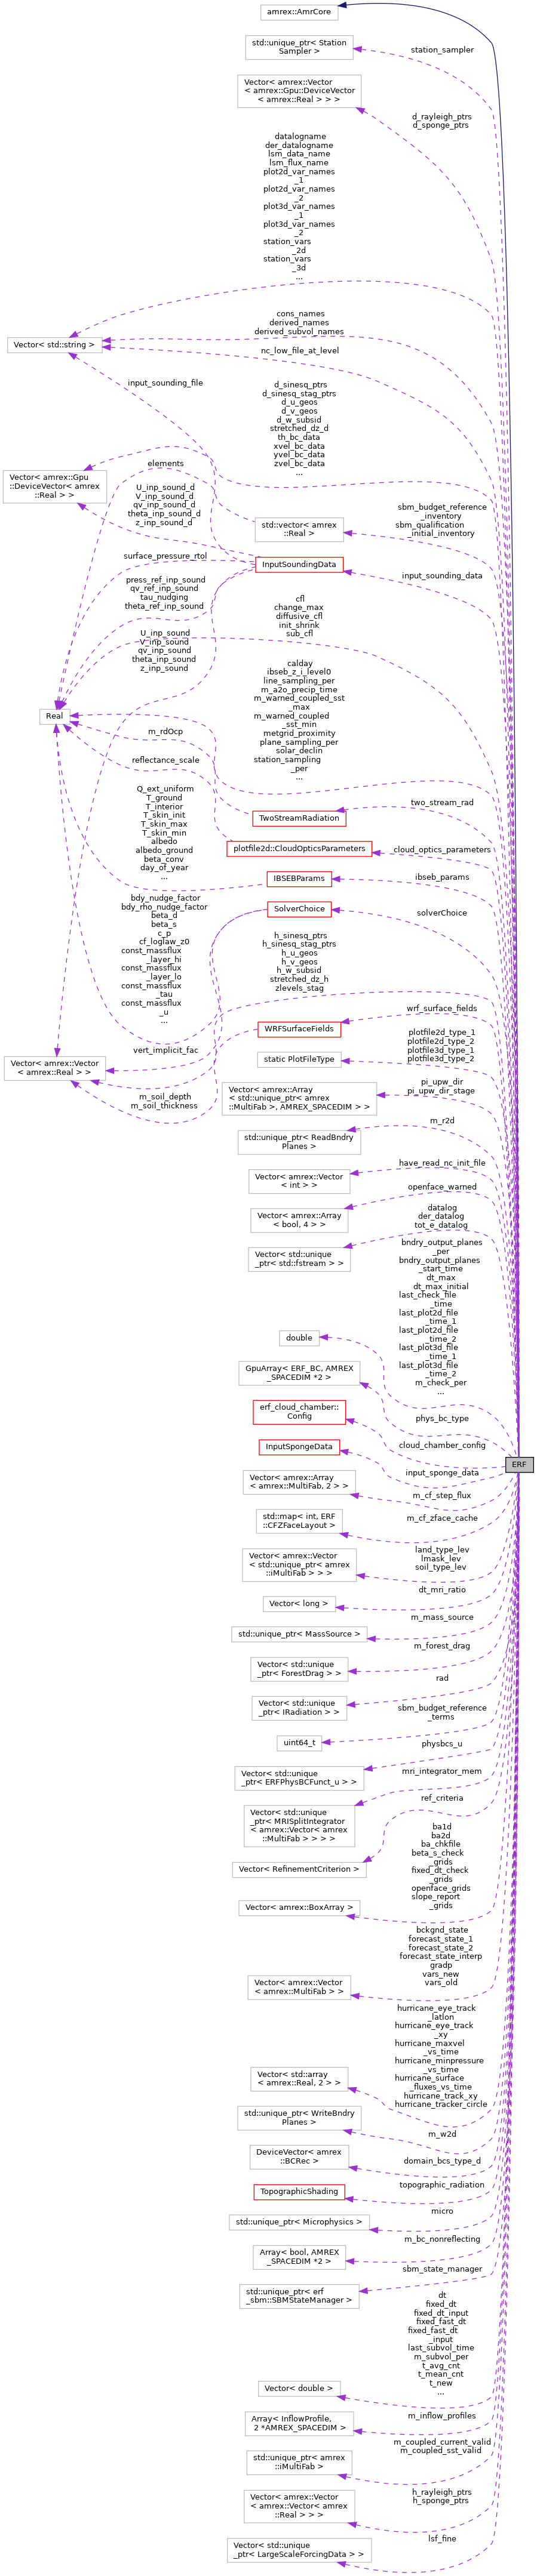 amrex::AmrCore
std::unique_ptr< Station
Sampler >
station_sampler
Vector< amrex::Vector
< amrex::Gpu::DeviceVector
< amrex::Real > > >
d_rayleigh_ptrs
d_sponge_ptrs
datalogname
der_datalogname
lsm_data_name
lsm_flux_name
plot2d_var_names
_1
plot2d_var_names
_2
plot3d_var_names
_1
plot3d_var_names
_2
station_vars
_2d
station_vars
_3d
...
cons_names
derived_names
derived_subvol_names
Vector< std::string >
nc_low_file_at_level
input_sounding_file
d_sinesq_ptrs
d_sinesq_stag_ptrs
d_u_geos
d_v_geos
d_w_subsid
stretched_dz_d
th_bc_data
xvel_bc_data
yvel_bc_data
zvel_bc_data
...
elements
Vector< amrex::Gpu
::DeviceVector< amrex
::Real > >
U_inp_sound_d
V_inp_sound_d
qv_inp_sound_d
theta_inp_sound_d
z_inp_sound_d
std::vector< amrex
::Real >
sbm_budget_reference
_inventory
sbm_qualification
_initial_inventory
surface_pressure_rtol
InputSoundingData
input_sounding_data
press_ref_inp_sound
qv_ref_inp_sound
tau_nudging
theta_ref_inp_sound
cfl
change_max
diffusive_cfl
init_shrink
sub_cfl
U_inp_sound
V_inp_sound
qv_inp_sound
theta_inp_sound
z_inp_sound
calday
ibseb_z_i_level0
line_sampling_per
m_a2o_precip_time
m_warned_coupled_sst
_max
m_warned_coupled
_sst_min
metgrid_proximity
plane_sampling_per
solar_declin
station_sampling
_per
...
Real
m_rdOcp
reflectance_scale
TwoStreamRadiation
two_stream_rad
plotfile2d::CloudOpticsParameters
cloud_optics_parameters
Q_ext_uniform
T_ground
T_interior
T_skin_init
T_skin_max
T_skin_min
albedo
albedo_ground
beta_conv
day_of_year
...
IBSEBParams
ibseb_params
SolverChoice
solverChoice
bdy_nudge_factor
bdy_rho_nudge_factor
beta_d
beta_s
c_p
cf_loglaw_z0
const_massflux
_layer_hi
const_massflux
_layer_lo
const_massflux
_tau
const_massflux
_u
...
h_sinesq_ptrs
h_sinesq_stag_ptrs
h_u_geos
h_v_geos
h_w_subsid
stretched_dz_h
zlevels_stag
WRFSurfaceFields
wrf_surface_fields
vert_implicit_fac
static PlotFileType
plotfile2d_type_1
plotfile2d_type_2
plotfile3d_type_1
plotfile3d_type_2
Vector< amrex::Vector
< amrex::Real > >
m_soil_depth
m_soil_thickness
Vector< amrex::Array
< std::unique_ptr< amrex
::MultiFab >, AMREX_SPACEDIM > >
pi_upw_dir
pi_upw_dir_stage
std::unique_ptr< ReadBndry
Planes >
m_r2d
Vector< amrex::Vector
< int > >
have_read_nc_init_file
Vector< amrex::Array
< bool, 4 > >
openface_warned
Vector< std::unique
_ptr< std::fstream > >
datalog
der_datalog
tot_e_datalog
double
bndry_output_planes
_per
bndry_output_planes
_start_time
dt_max
dt_max_initial
last_check_file
_time
last_plot2d_file
_time_1
last_plot2d_file
_time_2
last_plot3d_file
_time_1
last_plot3d_file
_time_2
m_check_per
...
GpuArray< ERF_BC, AMREX
_SPACEDIM *2 >
phys_bc_type
erf_cloud_chamber::
Config
cloud_chamber_config
InputSpongeData
input_sponge_data
ERF
Vector< amrex::Array
< amrex::MultiFab, 2 > >
m_cf_step_flux
std::map< int, ERF
::CFZFaceLayout >
m_cf_zface_cache
Vector< amrex::Vector
< std::unique_ptr< amrex
::iMultiFab > > >
land_type_lev
lmask_lev
soil_type_lev
Vector< long >
dt_mri_ratio
std::unique_ptr< MassSource >
m_mass_source
Vector< std::unique
_ptr< ForestDrag > >
m_forest_drag
Vector< std::unique
_ptr< IRadiation > >
rad
uint64_t
sbm_budget_reference
_terms
Vector< std::unique
_ptr< ERFPhysBCFunct_u > >
physbcs_u
Vector< std::unique
_ptr< MRISplitIntegrator
< amrex::Vector< amrex
::MultiFab > > > >
mri_integrator_mem
Vector< RefinementCriterion >
ref_criteria
Vector< amrex::BoxArray >
ba1d
ba2d
ba_chkfile
beta_s_check
_grids
fixed_dt_check
_grids
openface_grids
slope_report
_grids
Vector< amrex::Vector
< amrex::MultiFab > >
bckgnd_state
forecast_state_1
forecast_state_2
forecast_state_interp
gradp
vars_new
vars_old
Vector< std::array
< amrex::Real, 2 > >
hurricane_eye_track
_latlon
hurricane_eye_track
_xy
hurricane_maxvel
_vs_time
hurricane_minpressure
_vs_time
hurricane_surface
_fluxes_vs_time
hurricane_track_xy
hurricane_tracker_circle
std::unique_ptr< WriteBndry
Planes >
m_w2d
DeviceVector< amrex
::BCRec >
domain_bcs_type_d
TopographicShading
topographic_radiation
std::unique_ptr< Microphysics >
micro
Array< bool, AMREX
_SPACEDIM *2 >
m_bc_nonreflecting
std::unique_ptr< erf
_sbm::SBMStateManager >
sbm_state_manager
Vector< double >
dt
fixed_dt
fixed_dt_input
fixed_fast_dt
fixed_fast_dt
_input
last_subvol_time
m_subvol_per
t_avg_cnt
t_mean_cnt
t_new
...
Array< InflowProfile,
2 *AMREX_SPACEDIM >
m_inflow_profiles
std::unique_ptr< amrex
::iMultiFab >
m_coupled_current_valid
m_coupled_sst_valid
Vector< amrex::Vector
< amrex::Vector< amrex
::Real > > >
h_rayleigh_ptrs
h_sponge_ptrs
Vector< std::unique
_ptr< LargeScaleForcingData > >
lsf_fine